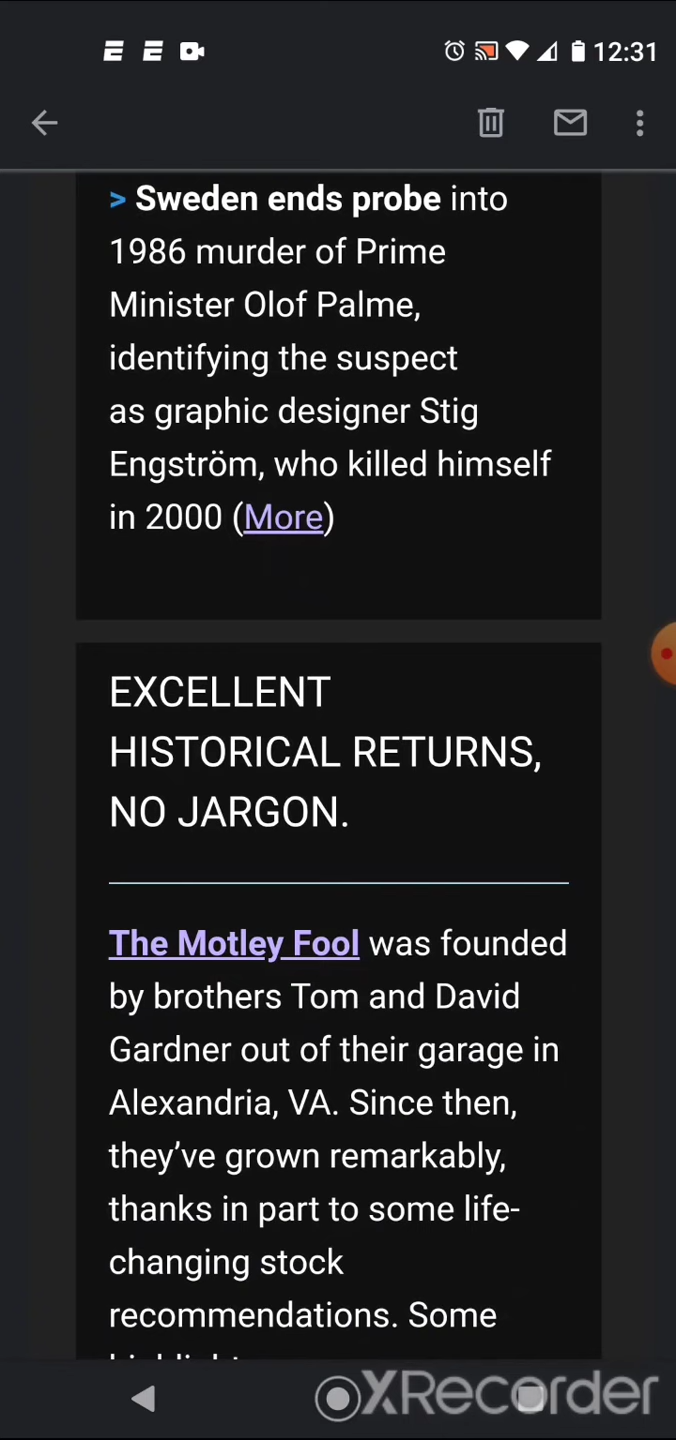 12:31
> Sweden ends probe into
1986 murder of Prime
Minister Olof Palme,
identifying the suspect
as graphic designer Stig
Engström, who killed himself
in 2000 (More)
EXCELLENT
HISTORICAL RETURNS,
NO JARGON.
The Motley Fool was founded
by brothers Tom and David
Gardner out of their garage in
Alexandria, VA. Since then,
they’ve grown remarkably,
thanks in part to some life-
changing stock
recommendations. Some
XRecorder